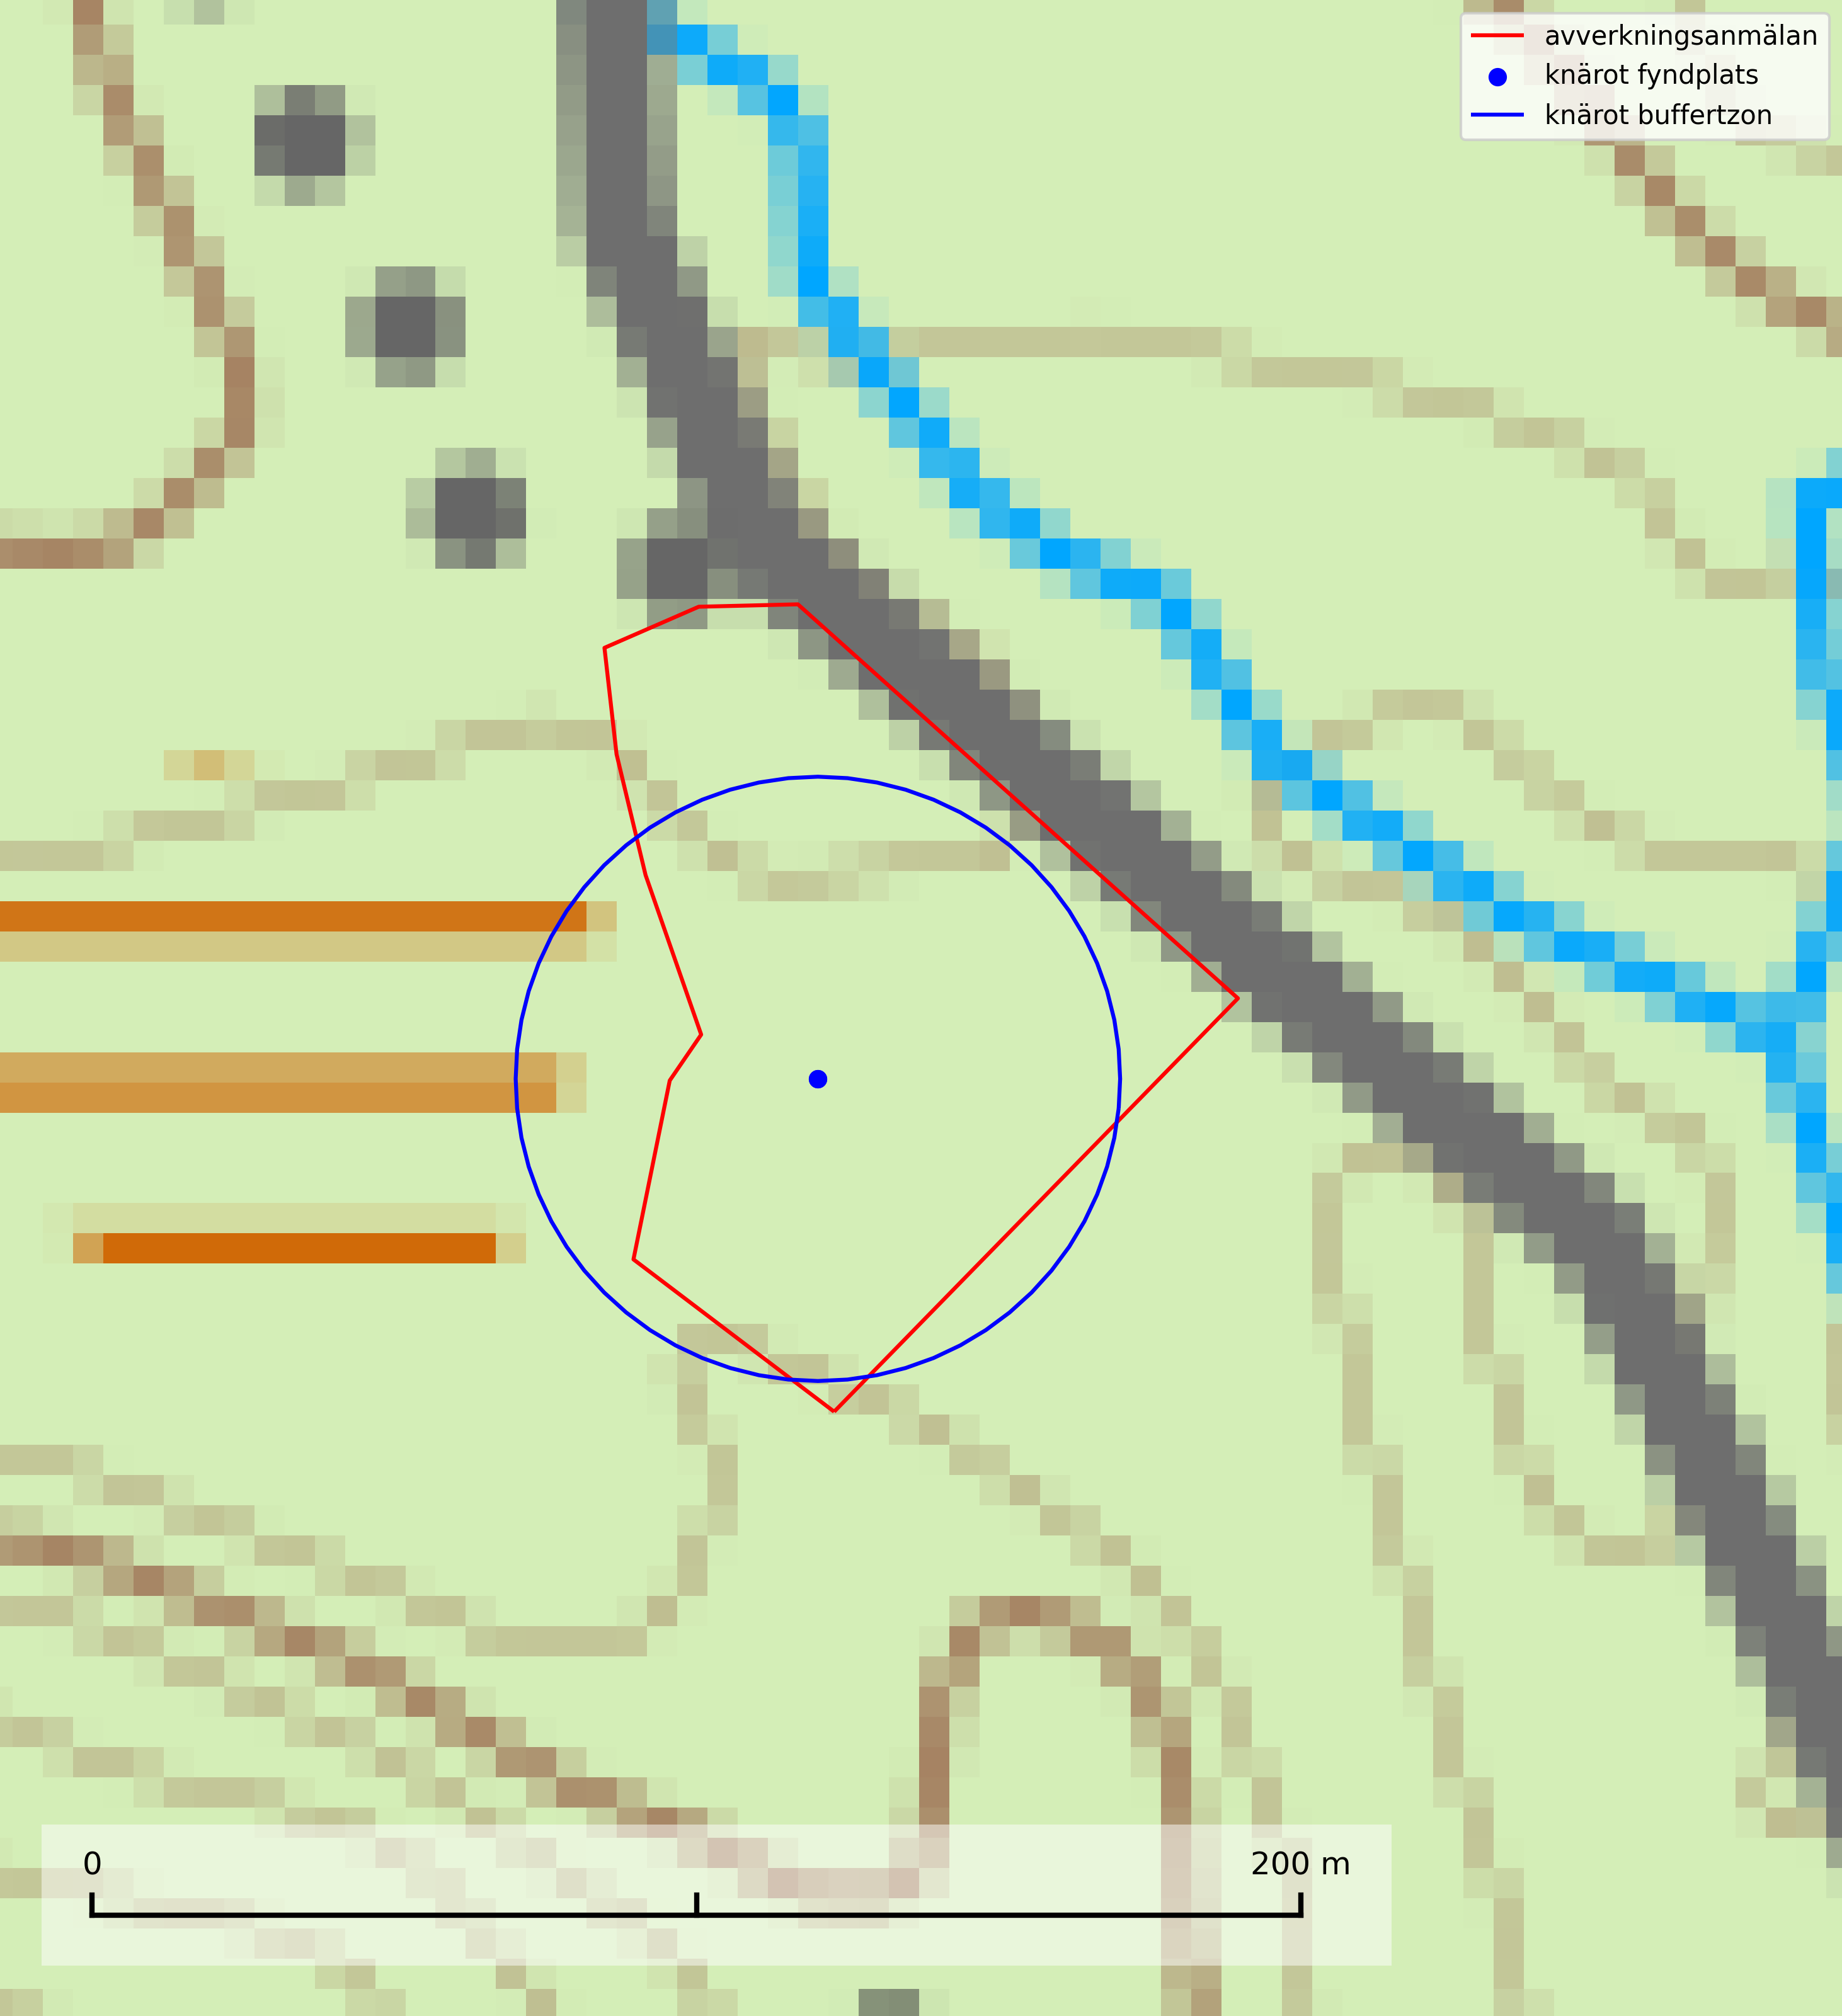 avverkningsanmälan
knärot fyndplats
knärot buffertzon
0
200 m